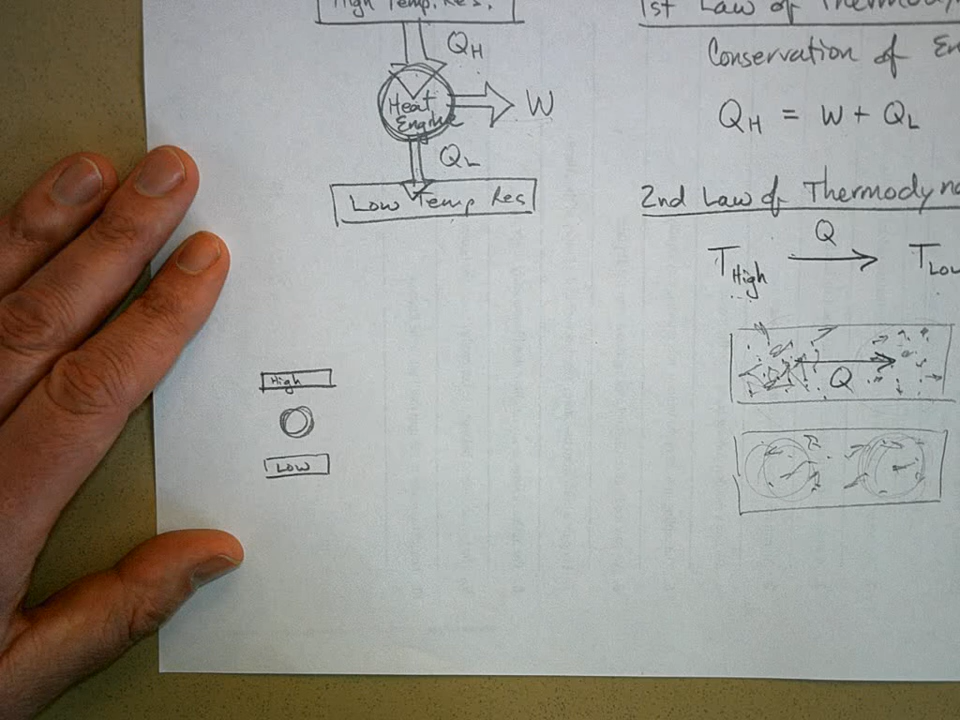 High Temp. Res.
QH
Heat
Engine
W
QL
Low Temp Res
High
Low
1st Law of Thermodyn
Conservation of En
QH = W + QL
2nd Law of Thermodyna
Q
THigh
TLow
Q